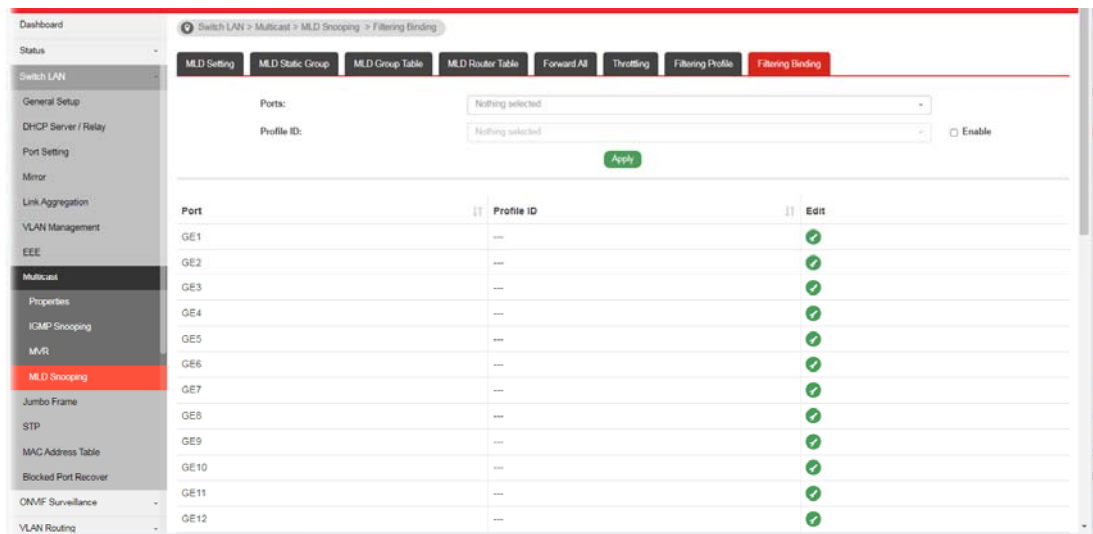 Dashboard
Switch LAN > Multicast > MLD Snooping > Filtering Binding
Status
MLD Setting MLD Static Group MLD Group Table MLD Router Table Forward All Throttling Filtering Profile Filtering Binding
Switch LAN
General Setup
Ports: Nothing selected
DHCP Server / Relay
Profile ID: Nothing selected Enable
Port Setting
Apply
Mirror
Link Aggregation
Port Profile ID Edit
VLAN Management
GE1 ---
EEE
GE2 ---
Multicast
GE3 ---
Properties
GE4 ---
IGMP Snooping
GE5 ---
MVR
GE6 ---
MLD Snooping
GE7 ---
Jumbo Frame
GE8 ---
STP
GE9 ---
MAC Address Table
GE10 ---
Blocked Port Recover
GE11 ---
ONVIF Surveillance
GE12 ---
VLAN Routing